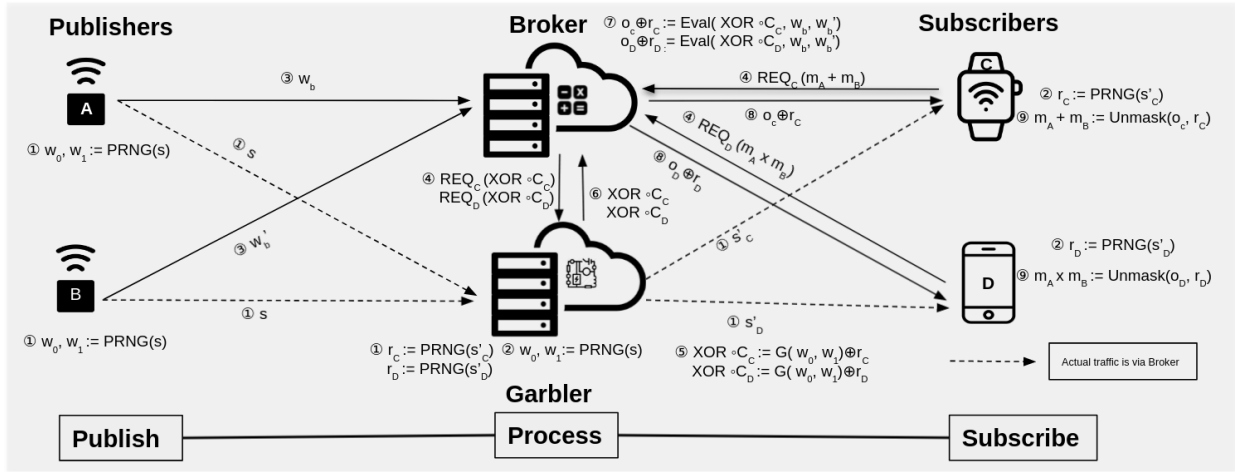 Publishers
Broker
Subscribers
⑦ o_c⊕r_C := Eval( XOR ◦C_C, w_b, w_b')
o_D⊕r_D := Eval( XOR ◦C_D, w_b, w_b')
③ w_b
A
① w_0, w_1 := PRNG(s)
① s
④ REQ_C (m_A + m_B)
⑧ o_c⊕r_C
C
② r_C := PRNG(s'_C)
⑨ m_A + m_B := Unmask(o_c, r_C)
④ REQ_D (m_A x m_B)
⑧ o_D⊕r_D
④ REQ_C (XOR ◦C_C)
REQ_D (XOR ◦C_D)
⑥ XOR ◦C_C
XOR ◦C_D
③ w_b'
① s'_C
B
① s
① w_0, w_1 := PRNG(s)
D
② r_D := PRNG(s'_D)
⑨ m_A x m_B := Unmask(o_D, r_D)
① s'_D
① r_C := PRNG(s'_C)
r_D := PRNG(s'_D)
② w_0, w_1 := PRNG(s)
⑤ XOR ◦C_C := G( w_0, w_1)⊕r_C
XOR ◦C_D := G( w_0, w_1)⊕r_D
Actual traffic is via Broker
Garbler
Publish
Process
Subscribe